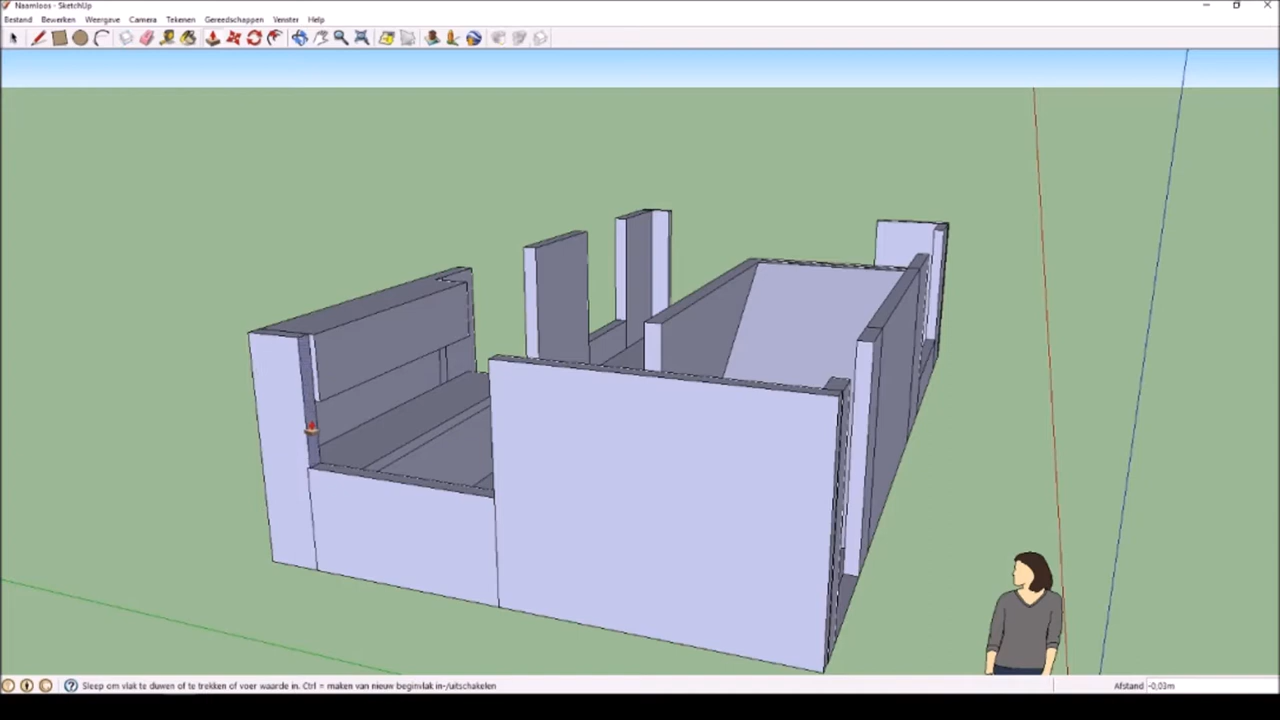 Naamloos - SketchUp
Bestand Bewerken Weergave Camera Tekenen Gereedschappen Venster Help
Sleep om vlak te duwen of te trekken of voer waarde in. Ctrl = maken van nieuw beginvlak in-/uitschakelen
Afstand -0,03m